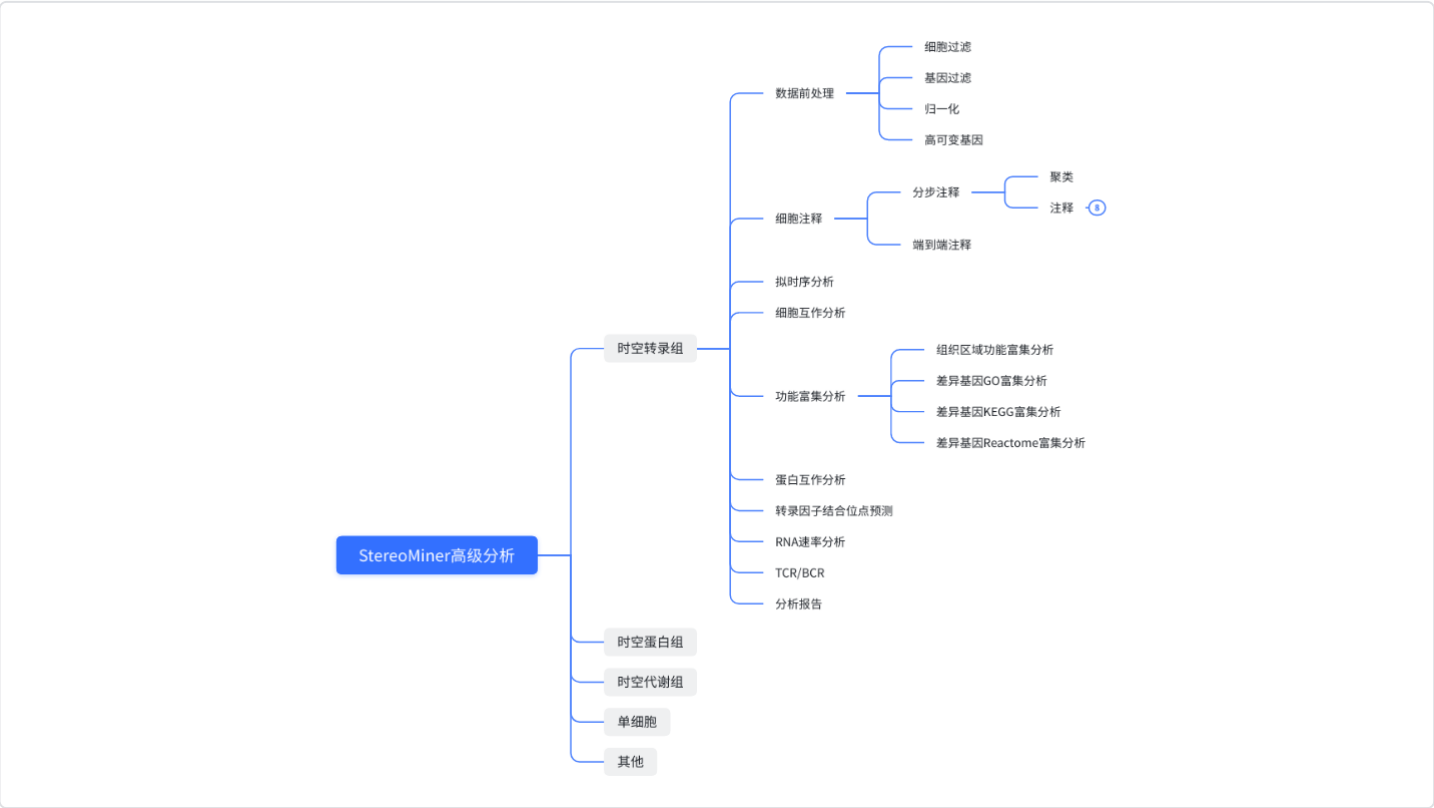 StereoMiner高级分析
时空转录组
数据前处理
细胞过滤
基因过滤
归一化
高可变基因
细胞注释
分步注释
聚类
注释
8
端到端注释
拟时序分析
细胞互作分析
功能富集分析
组织区域功能富集分析
差异基因GO富集分析
差异基因KEGG富集分析
差异基因Reactome富集分析
蛋白互作分析
转录因子结合位点预测
RNA速率分析
TCR/BCR
分析报告
时空蛋白组
时空代谢组
单细胞
其他